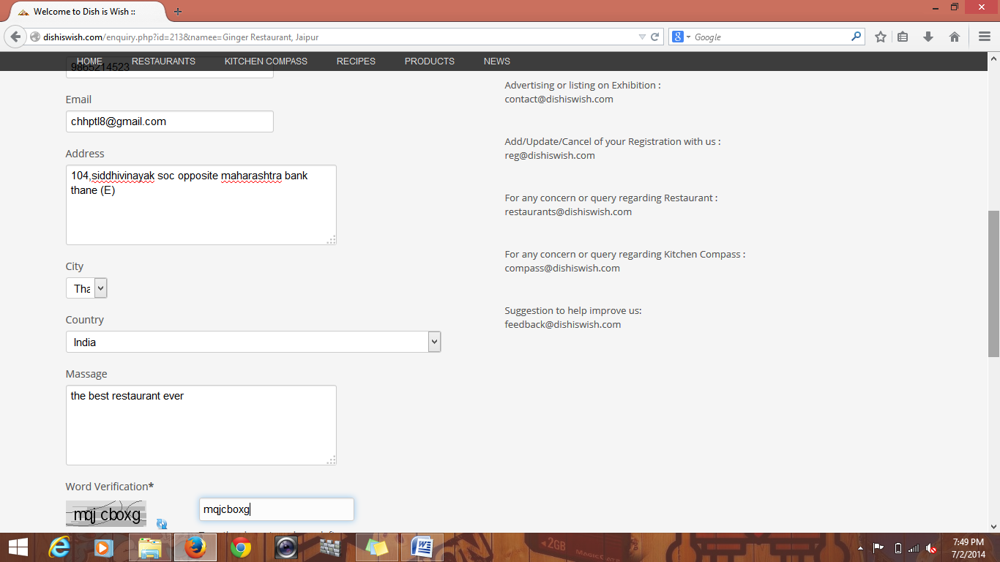 Welcome to Dish is Wish ::
dishiswish.com/enquiry.php?id=213&namee=Ginger Restaurant, Jaipur
Google
HOME RESTAURANTS KITCHEN COMPASS RECIPES PRODUCTS NEWS
9865214523
Email
chhptl8@gmail.com
Address
104,siddhivinayak soc opposite maharashtra bank
thane (E)
City
Tha
Country
India
Massage
the best restaurant ever
Word Verification*
mqj cboxg
mqjcboxg
Advertising or listing on Exhibition :
contact@dishiswish.com
Add/Update/Cancel of your Registration with us :
reg@dishiswish.com
For any concern or query regarding Restaurant :
restaurants@dishiswish.com
For any concern or query regarding Kitchen Compass :
compass@dishiswish.com
Suggestion to help improve us:
feedback@dishiswish.com
2GB
7:49 PM
7/2/2014